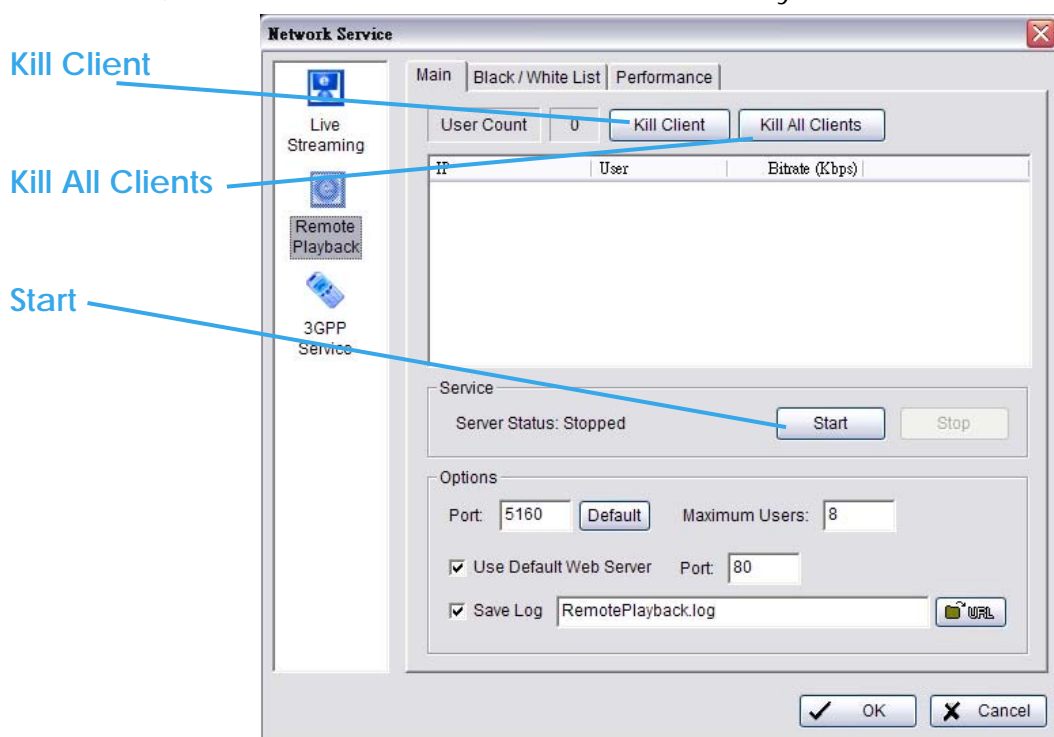 Network Service
Kill Client
Kill All Clients
Start
Live
Streaming
Remote
Playback
3GPP
Service
Main Black / White List Performance
User Count 0 Kill Client Kill All Clients
IP User Bitrate (Kbps)
Service
Server Status: Stopped Start Stop
Options
Port: 5160 Default Maximum Users: 8
Use Default Web Server Port: 80
Save Log RemotePlayback.log URL
OK Cancel